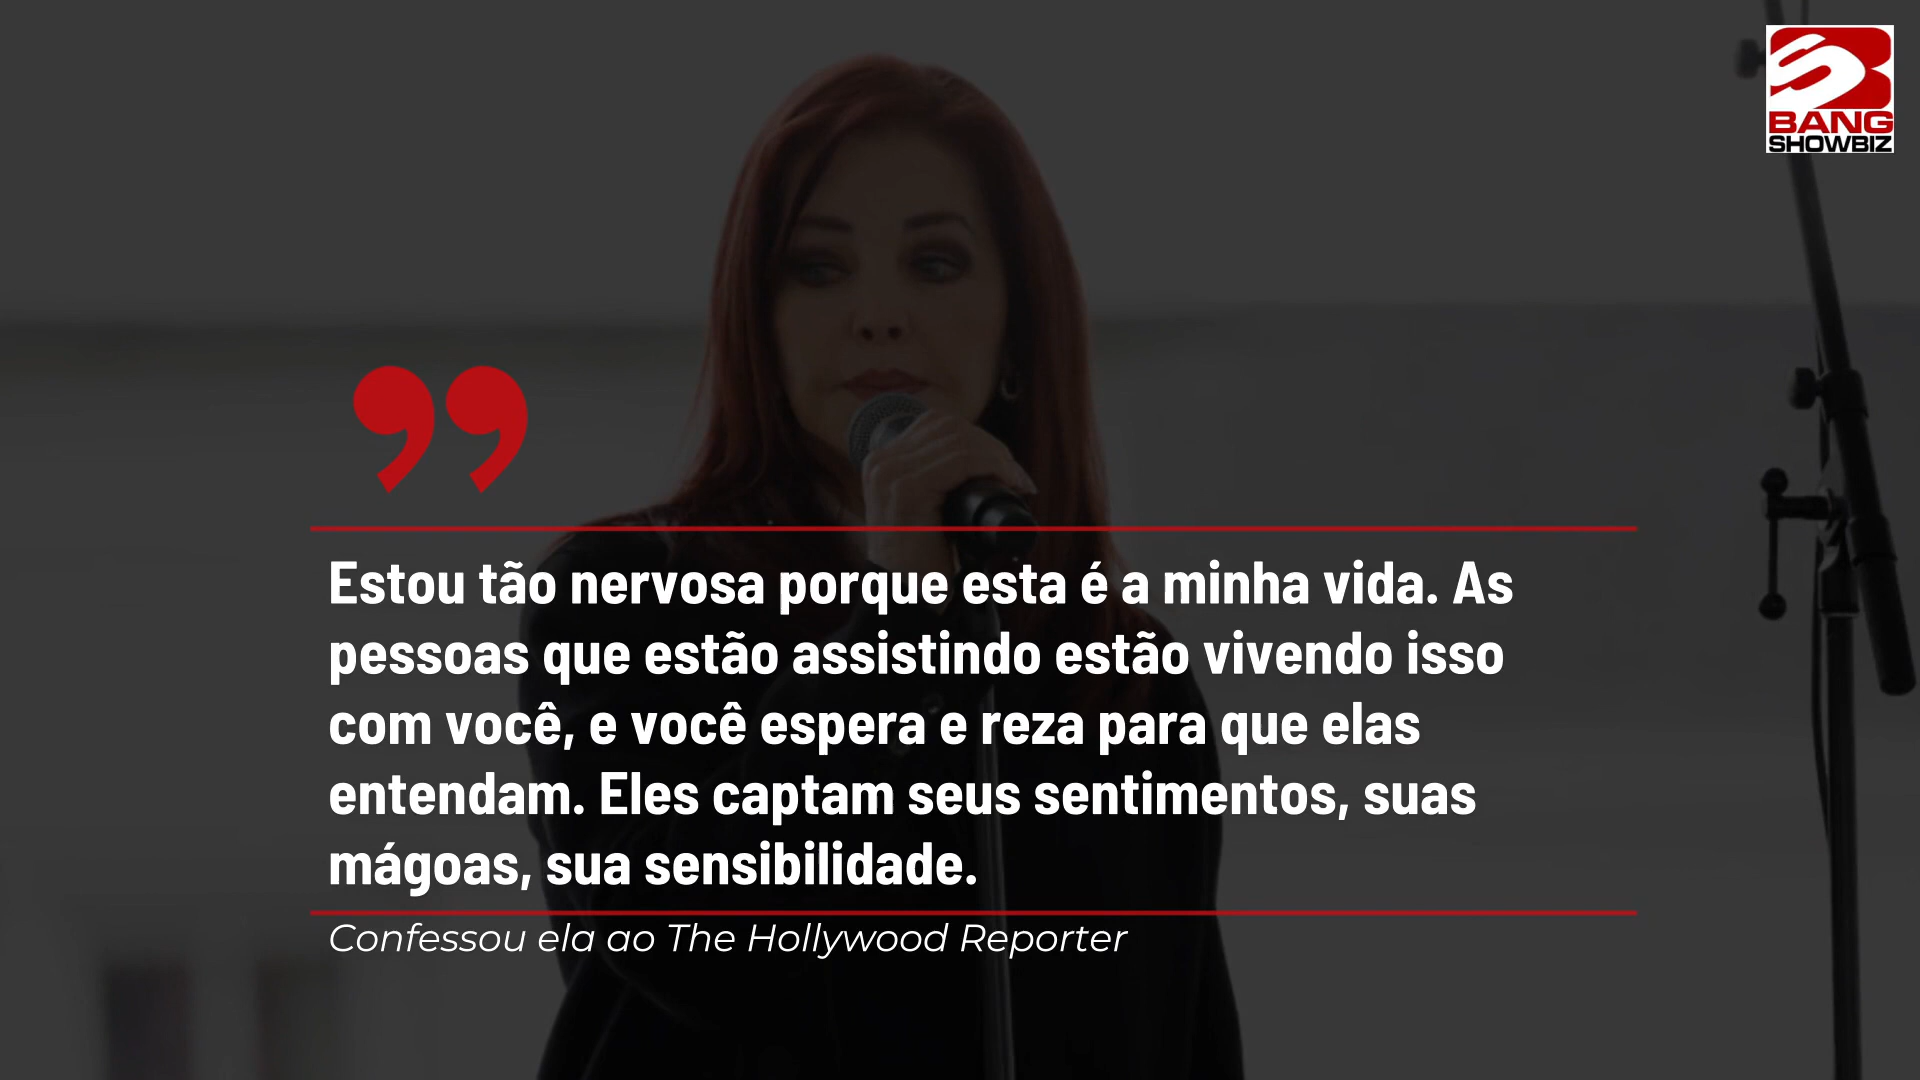 BANG
SHOWBIZ
Estou tão nervosa porque esta é a minha vida. As
pessoas que estão assistindo estão vivendo isso
com você, e você espera e reza para que elas
entendam. Eles captam seus sentimentos, suas
mágoas, sua sensibilidade.
Confessou ela ao The Hollywood Reporter